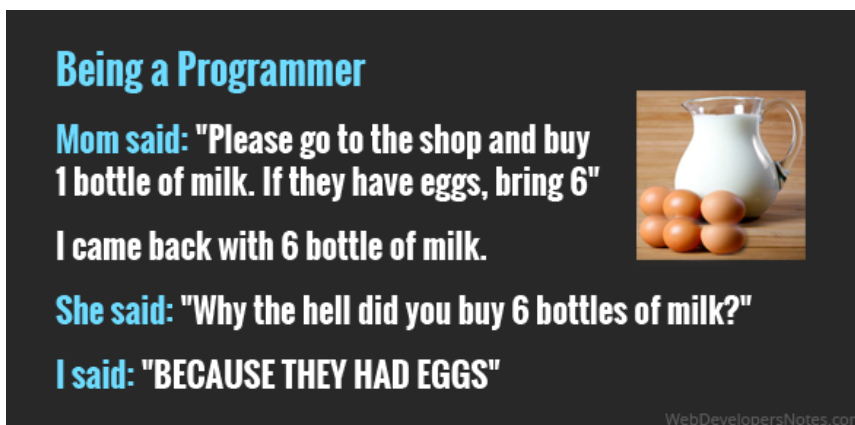 Being a Programmer
Mom said: "Please go to the shop and buy
1 bottle of milk. If they have eggs, bring 6"
I came back with 6 bottle of milk.
She said: "Why the hell did you buy 6 bottles of milk?"
I said: "BECAUSE THEY HAD EGGS"
WebDevelopersNotes.com